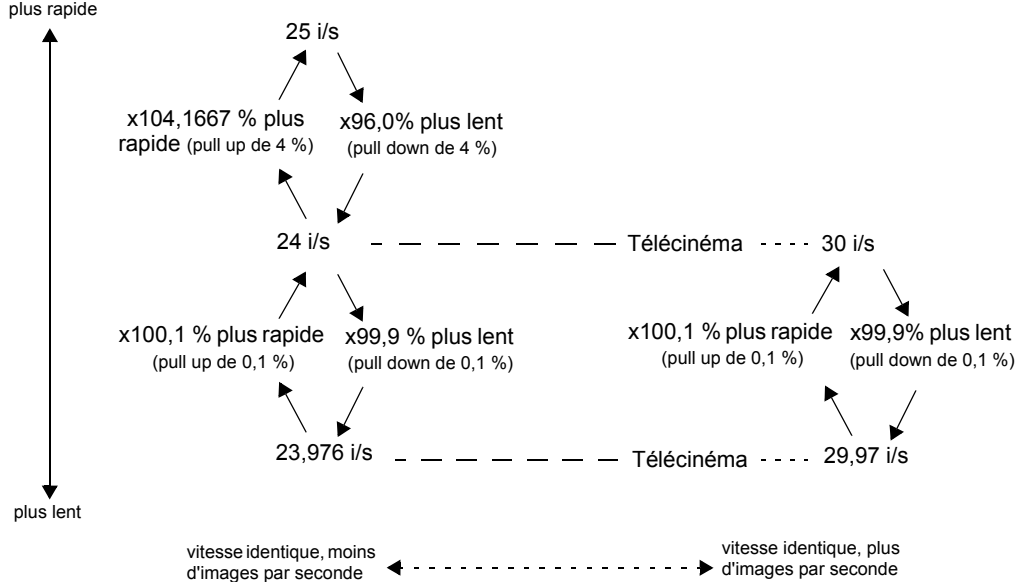 plus rapide
25 i/s
x104,1667 % plus
rapide (pull up de 4 %)
x96,0% plus lent
(pull down de 4 %)
24 i/s
Télécinéma
30 i/s
x100,1 % plus rapide
(pull up de 0,1 %)
x99,9 % plus lent
(pull down de 0,1 %)
x100,1 % plus rapide
(pull up de 0,1 %)
x99,9% plus lent
(pull down de 0,1 %)
23,976 i/s
Télécinéma
29,97 i/s
plus lent
vitesse identique, moins
d'images par seconde
vitesse identique, plus
d'images par seconde